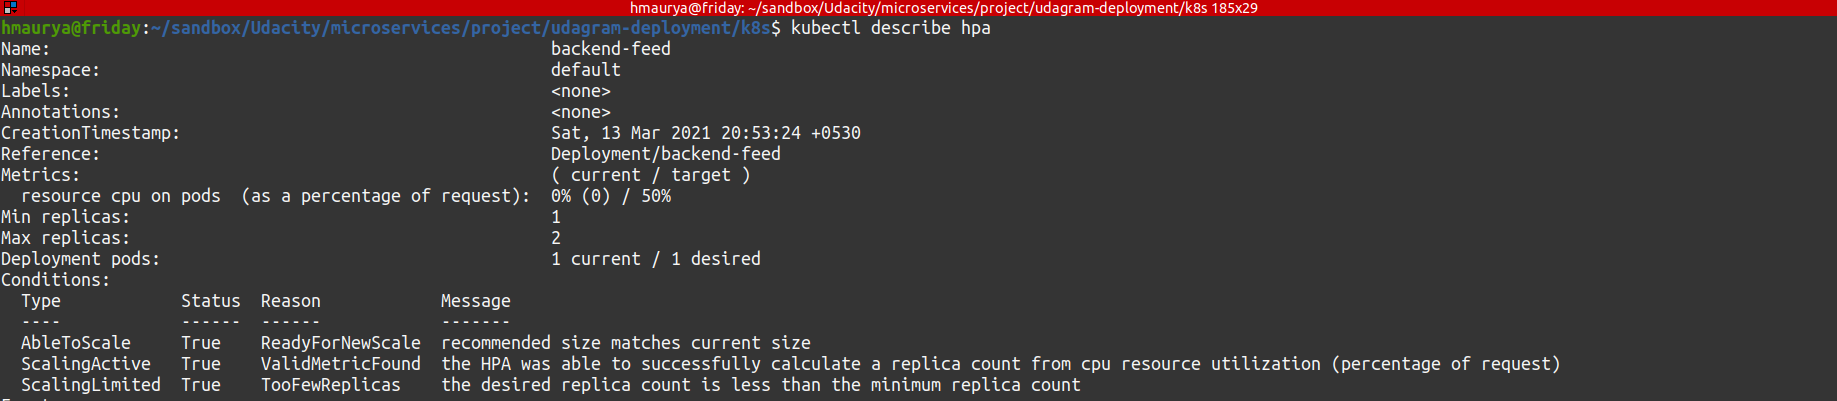 hmaurya@friday: ~/sandbox/Udacity/microservices/project/udagram-deployment/k8s 185x29
hmaurya@friday:~/sandbox/Udacity/microservices/project/udagram-deployment/k8s$ kubectl describe hpa
Name: backend-feed
Namespace: default
Labels: <none>
Annotations: <none>
CreationTimestamp: Sat, 13 Mar 2021 20:53:24 +0530
Reference: Deployment/backend-feed
Metrics: ( current / target )
resource cpu on pods (as a percentage of request): 0% (0) / 50%
Min replicas: 1
Max replicas: 2
Deployment pods: 1 current / 1 desired
Conditions:
Type Status Reason Message
---- ------ ------ -------
AbleToScale True ReadyForNewScale recommended size matches current size
ScalingActive True ValidMetricFound the HPA was able to successfully calculate a replica count from cpu resource utilization (percentage of request)
ScalingLimited True TooFewReplicas the desired replica count is less than the minimum replica count